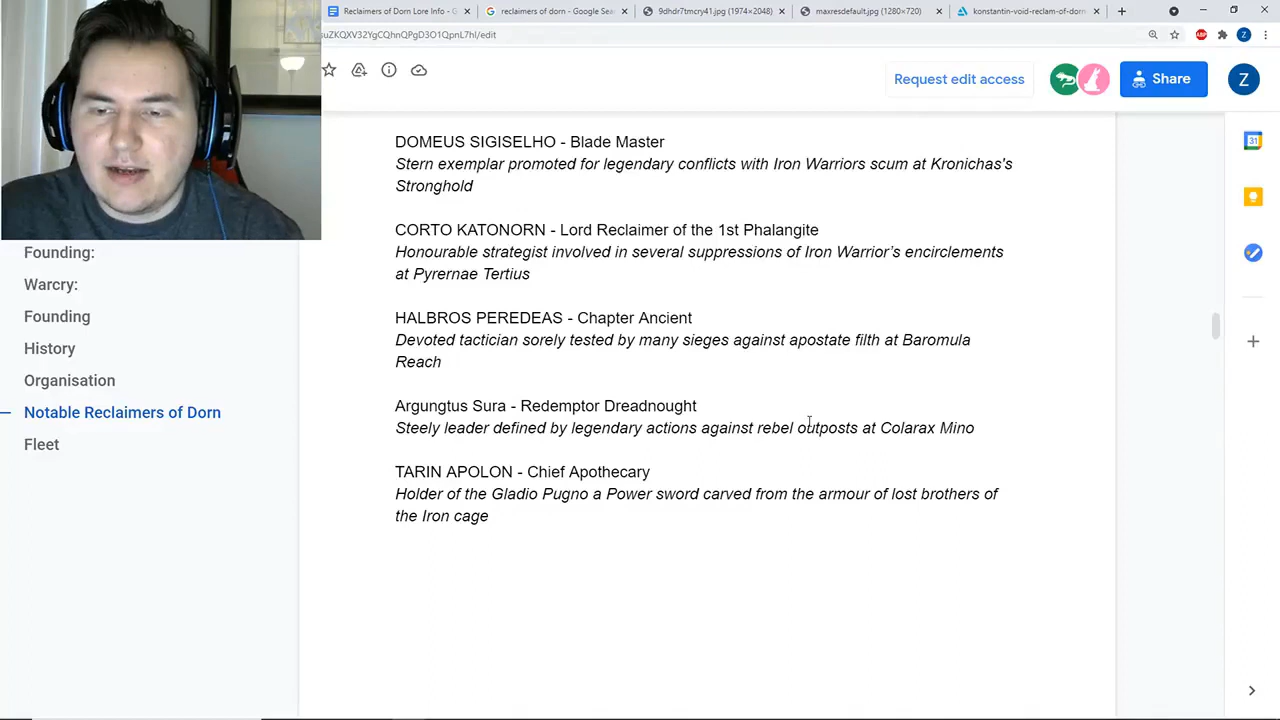 Reclaimers of Dorn Lore Info - G
reclaimers of dorn - Google Sea
9dhdr7tmcry41.jpg (1974×2048)
maxresdefault.jpg (1280×720)
konstantin-void-reclam-of-dorn-
suZKQXV32YgCQhnQPgD3O1QpnL7hI/edit
ABP
Z
Request edit access
Share
Z
31
DOMEUS SIGISELHO - Blade Master
Stern exemplar promoted for legendary conflicts with Iron Warriors scum at Kronichas's
Stronghold
CORTO KATONORN - Lord Reclaimer of the 1st Phalangite
Honourable strategist involved in several suppressions of Iron Warrior’s encirclements
at Pyrernae Tertius
HALBROS PEREDEAS - Chapter Ancient
Devoted tactician sorely tested by many sieges against apostate filth at Baromula
Reach
Argungtus Sura - Redemptor Dreadnought
Steely leader defined by legendary actions against rebel outposts at Colarax Mino
TARIN APOLON - Chief Apothecary
Holder of the Gladio Pugno a Power sword carved from the armour of lost brothers of
the Iron cage
Founding:
Warcry:
Founding
History
Organisation
Notable Reclaimers of Dorn
Fleet